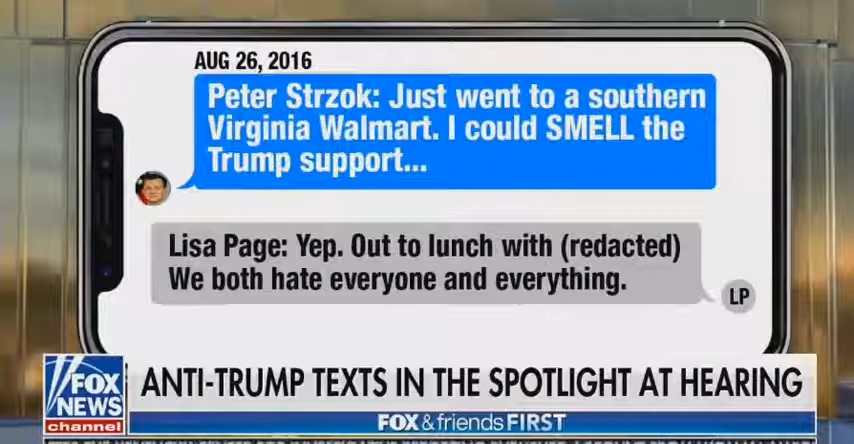 AUG 26, 2016
Peter Strzok: Just went to a southern
Virginia Walmart. I could SMELL the
Trump support...
Lisa Page: Yep. Out to lunch with (redacted)
We both hate everyone and everything.
LP
FOX
NEWS
channel
ANTI-TRUMP TEXTS IN THE SPOTLIGHT AT HEARING
FOX&friendsFIRST